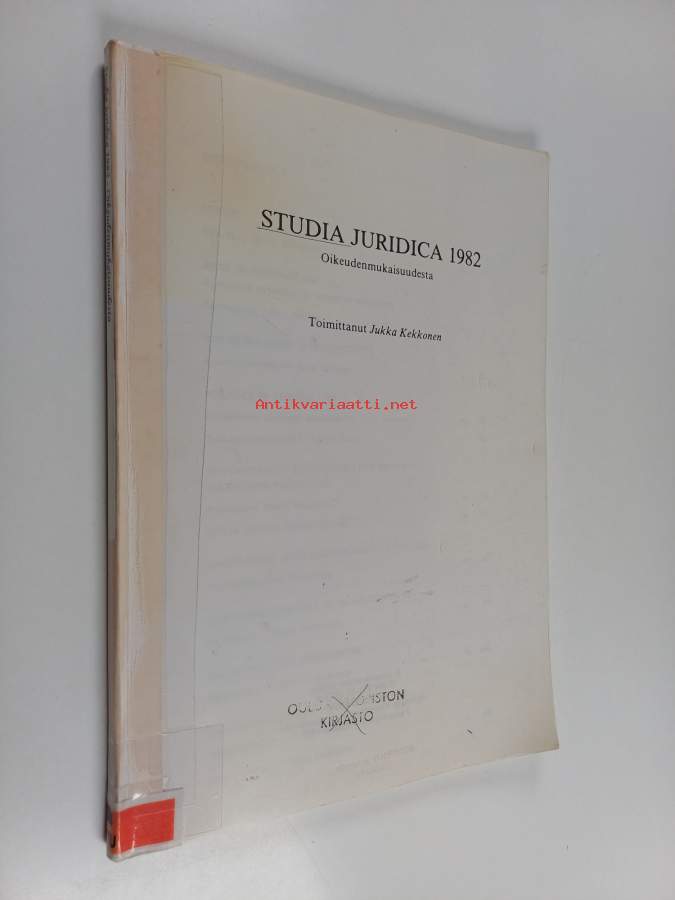 STUDIA JURIDICA 1982
Oikeudenmukaisuudesta
Toimittanut Jukka Kekkonen
Antikvariaatti.net
KIRJASTO